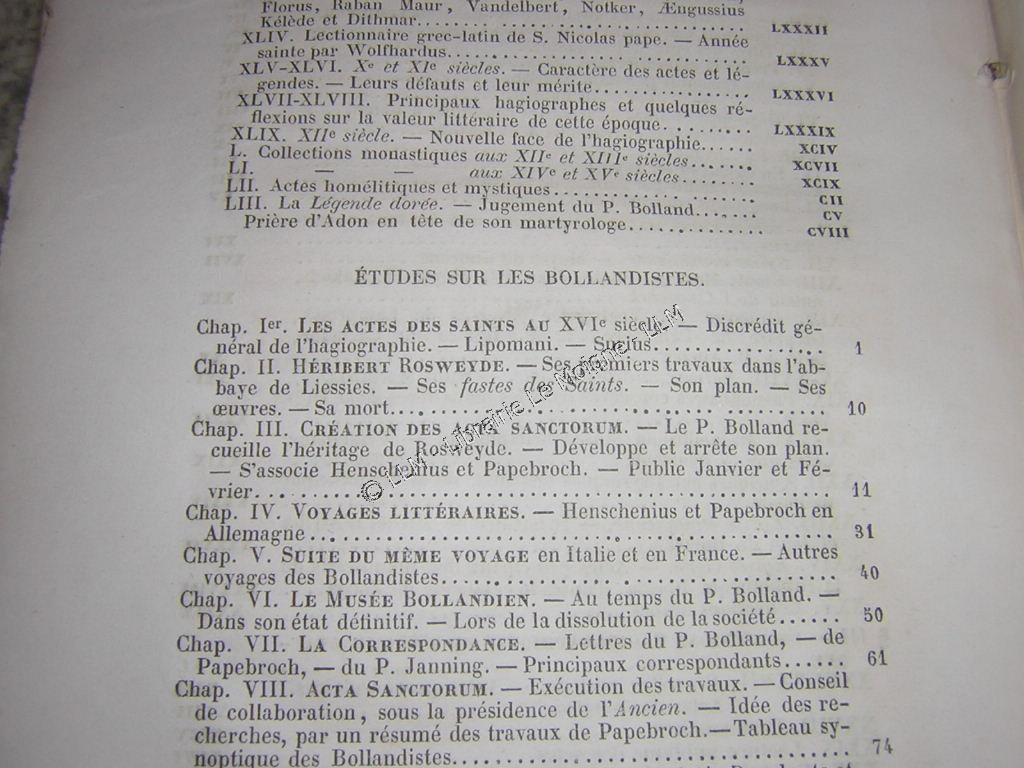 Florus, Raban Maur, Vandelbert, Notker, Ængussius
Kélède et Dithmar.................... LXXXII
XLIV. Lectionnaire grec-latin de S. Nicolas pape. — Année
sainte par Wolfhardus.................... LXXXV
XLV-XLVI. Xe et XIe siècles. — Caractère des actes et lé-
gendes. — Leurs défauts et leur mérite.................... LXXXVI
XLVII-XLVIII. Principaux hagiographes et quelques ré-
flexions sur la valeur littéraire de cette époque.......... LXXXIX
XLIX. XIIe siècle. — Nouvelle face de l'hagiographie...... XCIV
L. Collections monastiques aux XIIe et XIIIe siècles........ XCVII
LI. — — aux XIVe et XVe siècles........ XCIX
LII. Actes homélitiques et mystiques.................... CII
LIII. La Légende dorée. — Jugement du P. Bolland....... CV
Prière d'Adon en tête de son martyrologe............... CVIII
ÉTUDES SUR LES BOLLANDISTES.
Chap. Ier. LES ACTES DES SAINTS AU XVIe siècle. — Discrédit gé-
néral de l'hagiographie. — Lipomani. — Surius.................... 1
Chap. II. HÉRIBERT ROSWEYDE. — Ses premiers travaux dans l'ab-
baye de Liessies. — Ses fastes des Saints. — Son plan. — Ses
œuvres. — Sa mort.................... 10
Chap. III. CRÉATION DES ACTA SANCTORUM. — Le P. Bolland re-
cueille l'héritage de Rosweyde. — Développe et arrête son plan.
— S'associe Henschenius et Papebroch. — Public Janvier et Fé-
vrier.................... 11
Chap. IV. VOYAGES LITTÉRAIRES. — Henschenius et Papebroch en
Allemagne.................... 31
Chap. V. SUITE DU MÊME VOYAGE en Italie et en France. — Autres
voyages des Bollandistes.................... 40
Chap. VI. LE MUSÉE BOLLANDIEN. — Au temps du P. Bolland. —
Dans son état définitif. — Lors de la dissolution de la société...... 50
Chap. VII. LA CORRESPONDANCE. — Lettres du P. Bolland, — de
Papebroch, — du P. Janning. — Principaux correspondants...... 61
Chap. VIII. ACTA SANCTORUM. — Exécution des travaux. — Conseil
de collaboration, sous la présidence de l'Ancien. — Idée des re-
cherches, par un résumé des travaux de Papebroch. — Tableau sy-
noptique des Bollandistes.................... 74
© LLM - Librairie Le Moigne - LLM